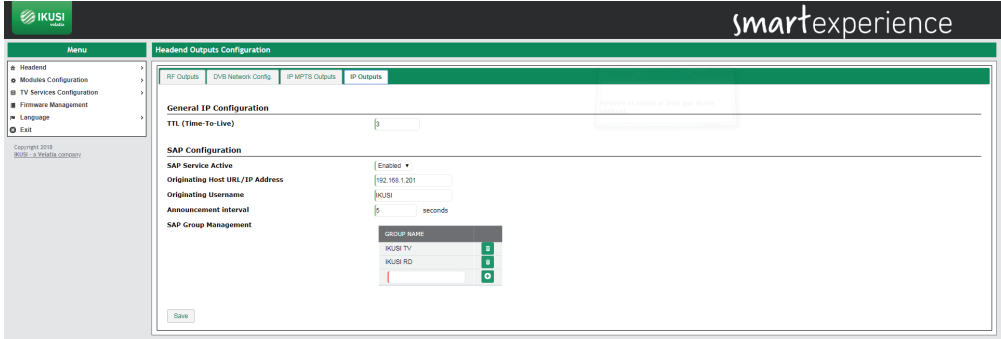 IKUSI
velatia
smartexperience
Menu
Headend
Modules Configuration
TV Services Configuration
Firmware Management
Language
Exit
Copyright 2018
IKUSI - a Velatia company
Headend Outputs Configuration
RF Outputs DVB Network Config. IP MPTS Outputs IP Outputs
General IP Configuration
TTL (Time-To-Live) 3
SAP Configuration
SAP Service Active Enabled
Originating Host URL/IP Address 192.168.1.201
Originating Username IKUSI
Announcement interval 5 seconds
SAP Group Management
GROUP NAME
IKUSI TV
IKUSI RD
Save